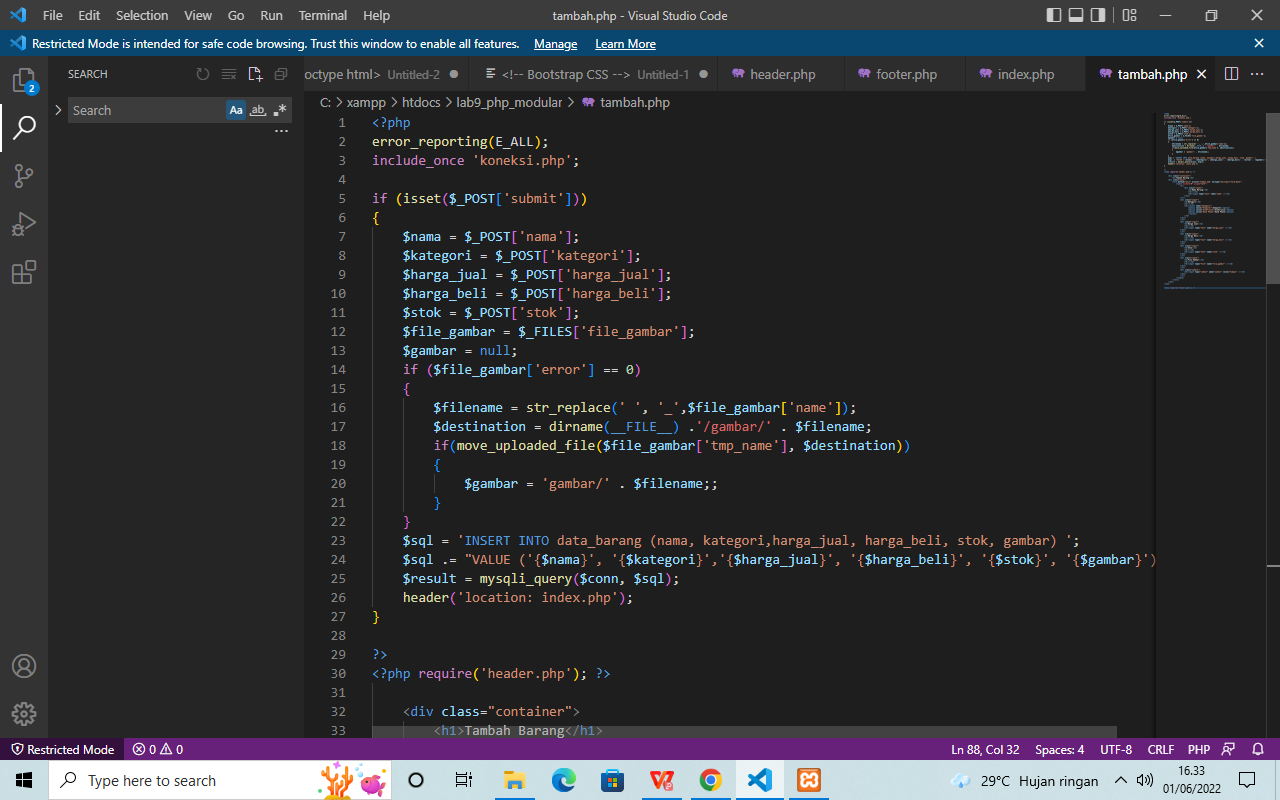 File Edit Selection View Go Run Terminal Help tambah.php - Visual Studio Code
Restricted Mode is intended for safe code browsing. Trust this window to enable all features. Manage Learn More
2
SEARCH
Search
Aa ab
octype html> Untitled-2 <!-- Bootstrap CSS --> Untitled-1 header.php footer.php index.php tambah.php
C: > xampp > htdocs > lab9_php_modular > tambah.php
1 <?php
2 error_reporting(E_ALL);
3 include_once 'koneksi.php';
4
5 if (isset($_POST['submit']))
6 {
7 $nama = $_POST['nama'];
8 $kategori = $_POST['kategori'];
9 $harga_jual = $_POST['harga_jual'];
10 $harga_beli = $_POST['harga_beli'];
11 $stok = $_POST['stok'];
12 $file_gambar = $_FILES['file_gambar'];
13 $gambar = null;
14 if ($file_gambar['error'] == 0)
15 {
16 $filename = str_replace(' ', '_',$file_gambar['name']);
17 $destination = dirname(__FILE__) .'/gambar/' . $filename;
18 if(move_uploaded_file($file_gambar['tmp_name'], $destination))
19 {
20 $gambar = 'gambar/' . $filename;;
21 }
22 }
23 $sql = 'INSERT INTO data_barang (nama, kategori,harga_jual, harga_beli, stok, gambar) ';
24 $sql .= "VALUE ('{$nama}', '{$kategori}','{$harga_jual}', '{$harga_beli}', '{$stok}', '{$gambar}')
25 $result = mysqli_query($conn, $sql);
26 header('location: index.php');
27 }
28
29 ?>
30 <?php require('header.php'); ?>
31
32 <div class="container">
33 <h1>Tambah Barang</h1>
Restricted Mode 0 0 Ln 88, Col 32 Spaces: 4 UTF-8 CRLF PHP
Type here to search
29°C Hujan ringan
16.33
01/06/2022